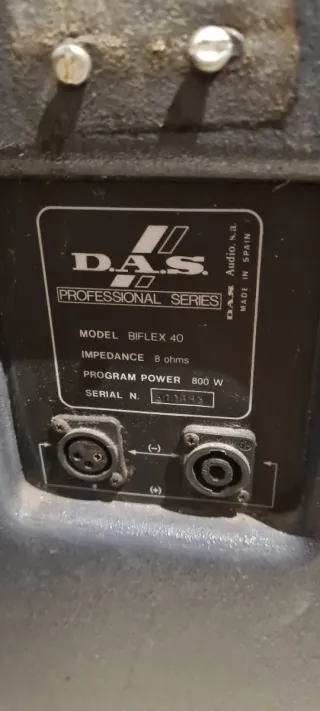 D.A.S.
PROFESSIONAL SERIES
D.A.S. Audio, s.a.
MADE IN SPAIN
MODEL BIFLEX 40
IMPEDANCE 8 ohms
PROGRAM POWER 800 W
SERIAL N.
(-)
(+)